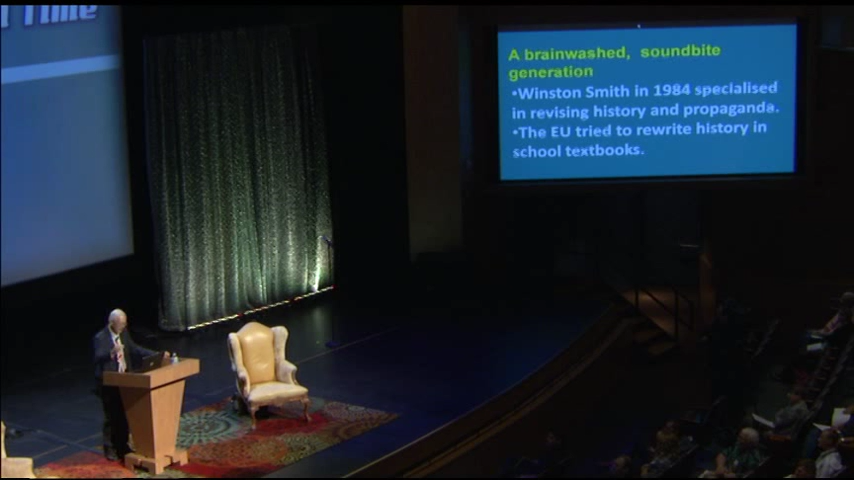 Time
A brainwashed, soundbite
generation
•Winston Smith in 1984 specialised
in revising history and propaganda.
•The EU tried to rewrite history in
school textbooks.